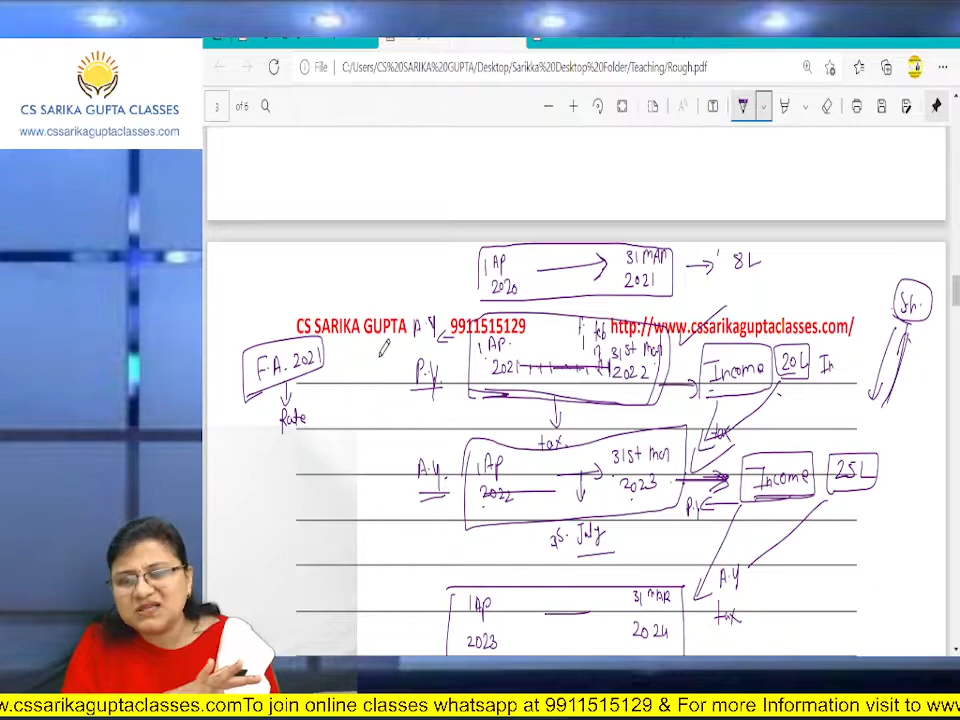 CS SARIKA GUPTA CLASSES
www.cssarikaguptaclasses.com
File C:/Users/CS%20SARIKA%20GUPTA/Desktop/Sarikka%20Desktop%20Folder/Teaching/Rough.pdf
3 of 6
1 AP 2020 31 MAR 2021 8L
CS SARIKA GUPTA 9911515129 http://www.cssarikaguptaclasses.com/
A.Y
F.A. 2021
Rate
P.Y. 1 AP. 2021 31st Mar 2022 Income 20L In
Sh.
tax. tax
A.Y. 1 AP 2022 31st Mar 2023 Income 25L
P.Y
31st July
A.Y
tax
1 AP 2023 31 MAR 2024
w.cssarikaguptaclasses.comTo join online classes whatsapp at 9911515129 & For more Information visit to www